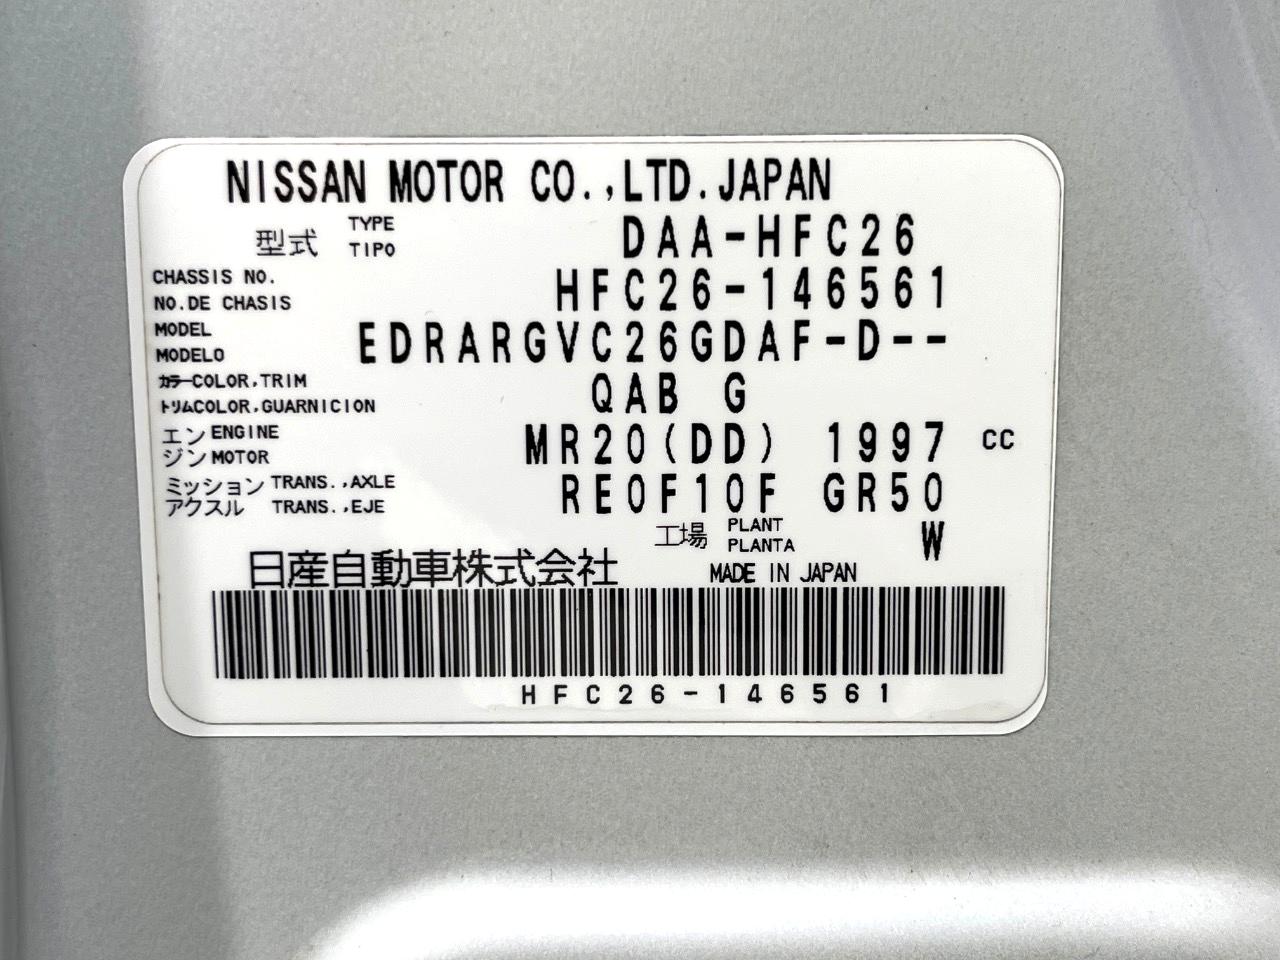 NISSAN MOTOR CO.,LTD.JAPAN
型式 TYPE TIPO DAA-HFC26
CHASSIS NO.
NO.DE CHASIS HFC26-146561
MODEL
MODELO EDRARGVC26GDAF-D--
カラーCOLOR,TRIM
トリムCOLOR,GUARNICION QAB G
エンジン ENGINE MOTOR MR20(DD) 1997 CC
ミッション TRANS.,AXLE
アクスル TRANS.,EJE RE0F10F GR50
工場 PLANT PLANTA W
日産自動車株式会社 MADE IN JAPAN
HFC26-146561